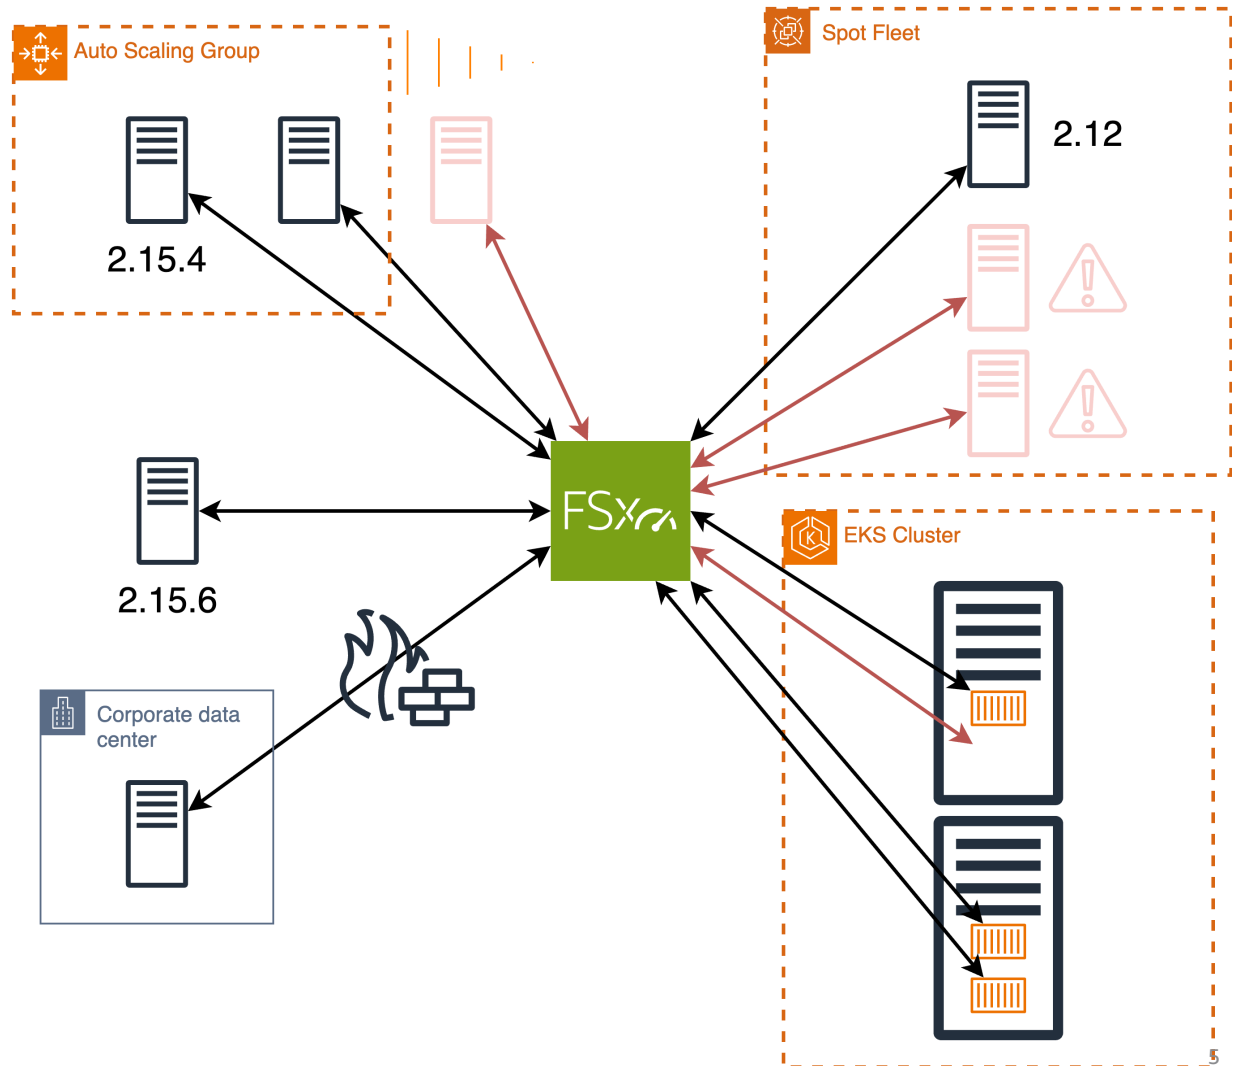 Auto Scaling Group
Spot Fleet
2.12
2.15.4
FSx
EKS Cluster
2.15.6
Corporate data
center
5